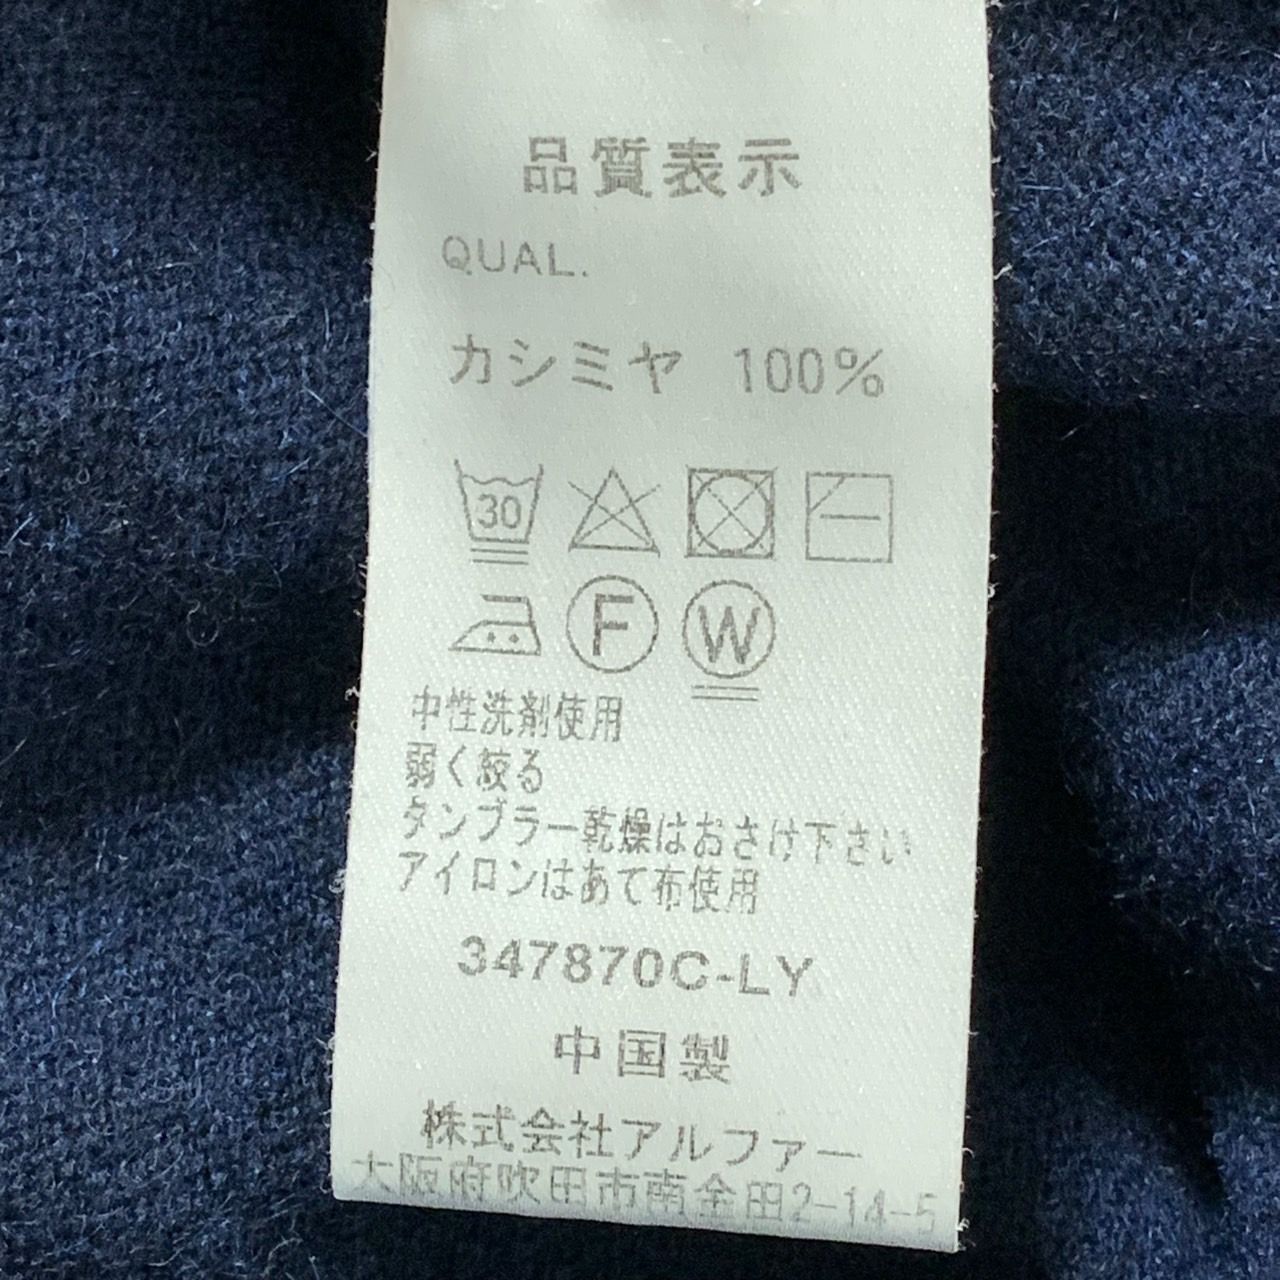 品質表示
QUAL.
カシミヤ 100%
30
F W
中性洗剤使用
弱く絞る
タンブラー乾燥はおさけ下さい
アイロンはあて布使用
347870C-LY
中国製
株式会社アルファー
大阪府吹田市南金田2-14-5